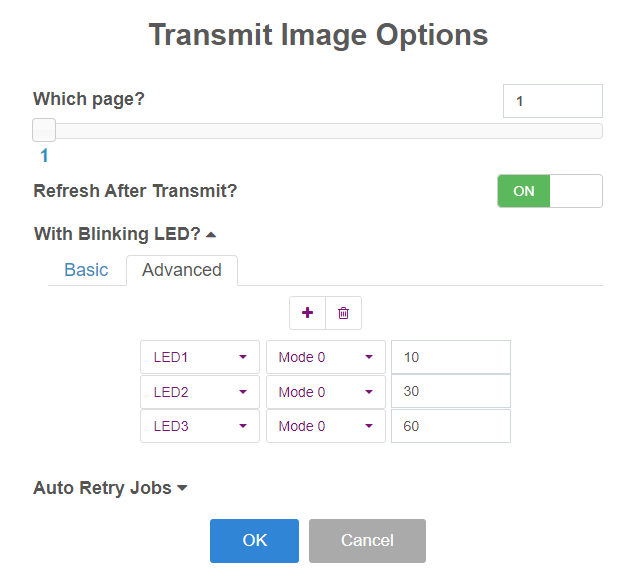 Transmit Image Options
Which page?
1
1
Refresh After Transmit?
ON
With Blinking LED?
Basic
Advanced
LED1 Mode 0 10
LED2 Mode 0 30
LED3 Mode 0 60
Auto Retry Jobs
OK
Cancel